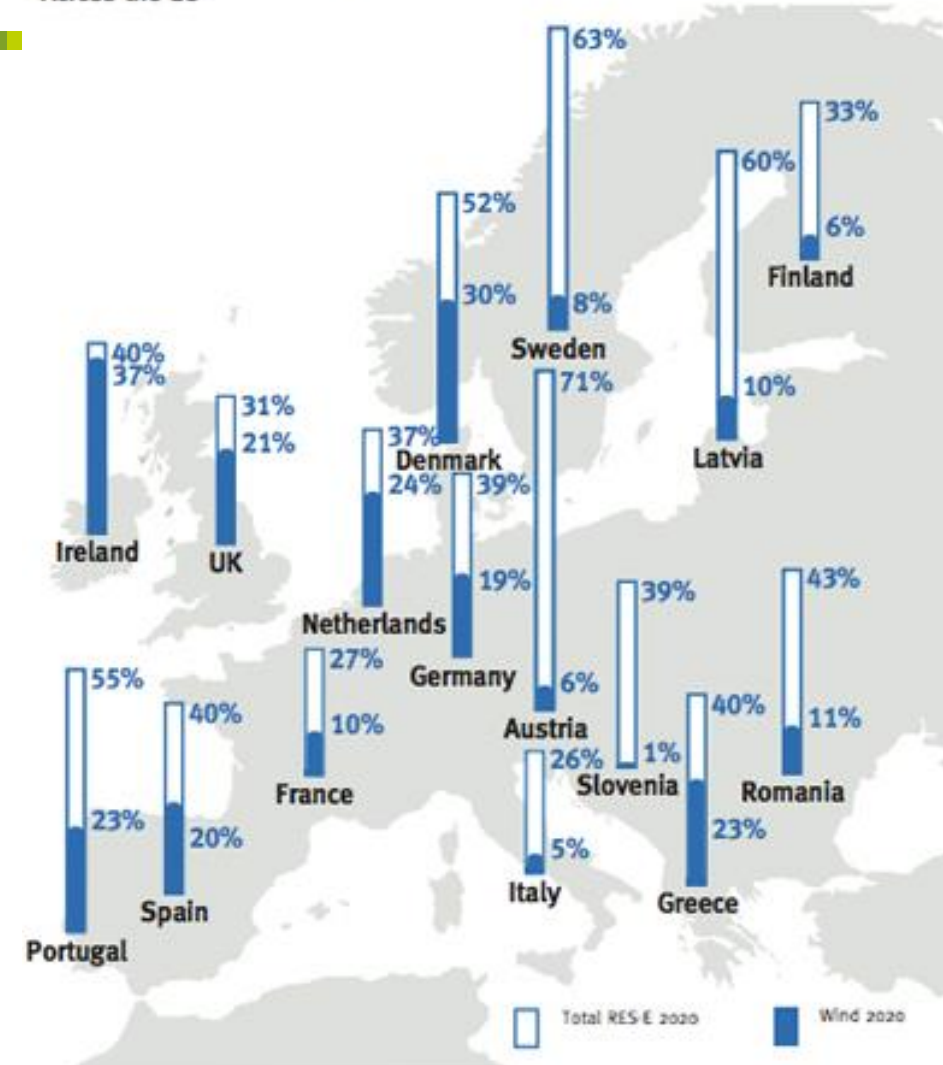 63%
33%
60%
52%
6%
Finland
30%
8%
Sweden
40%
37%
71%
31%
10%
21%
37%
Denmark
Latvia
24%
39%
Ireland
UK
19%
43%
39%
Netherlands
27%
Germany
55%
6%
40%
40%
11%
10%
Austria
26%
1%
Slovenia
France
Romania
23%
20%
23%
5%
Italy
Greece
Spain
Portugal
Total RES-E 2020
Wind 2020